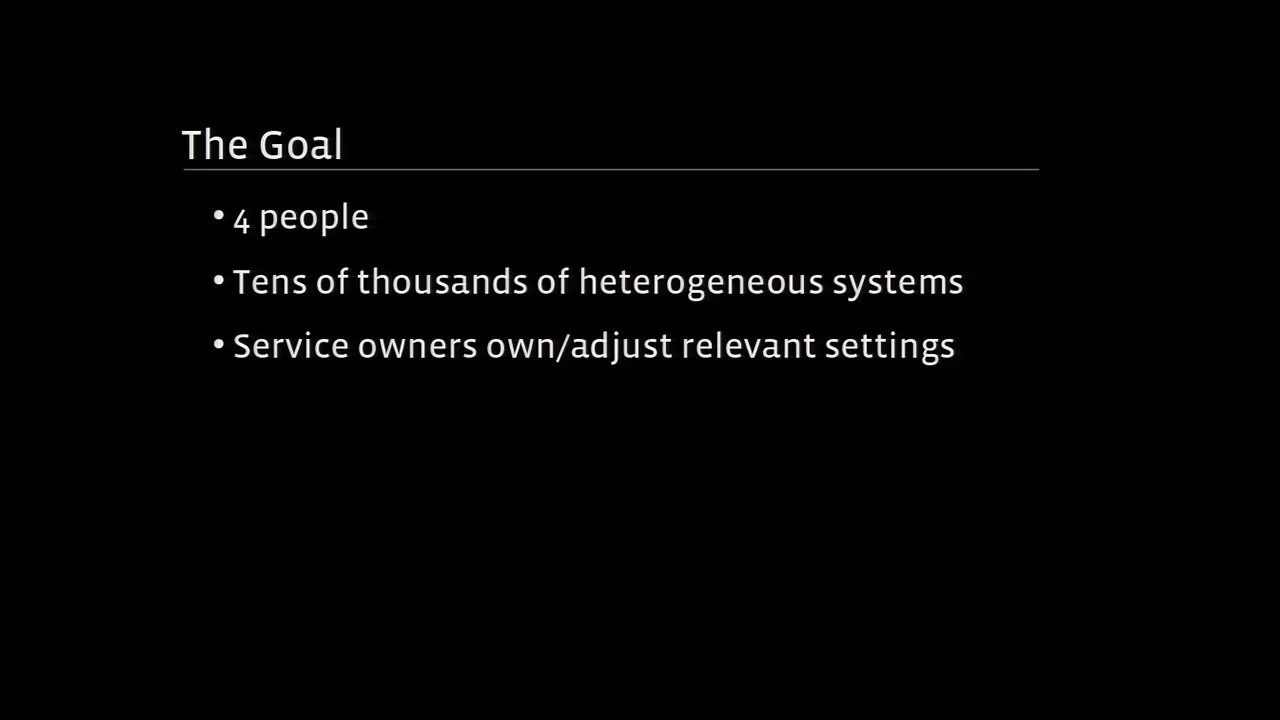 The Goal
• 4 people
• Tens of thousands of heterogeneous systems
• Service owners own/adjust relevant settings